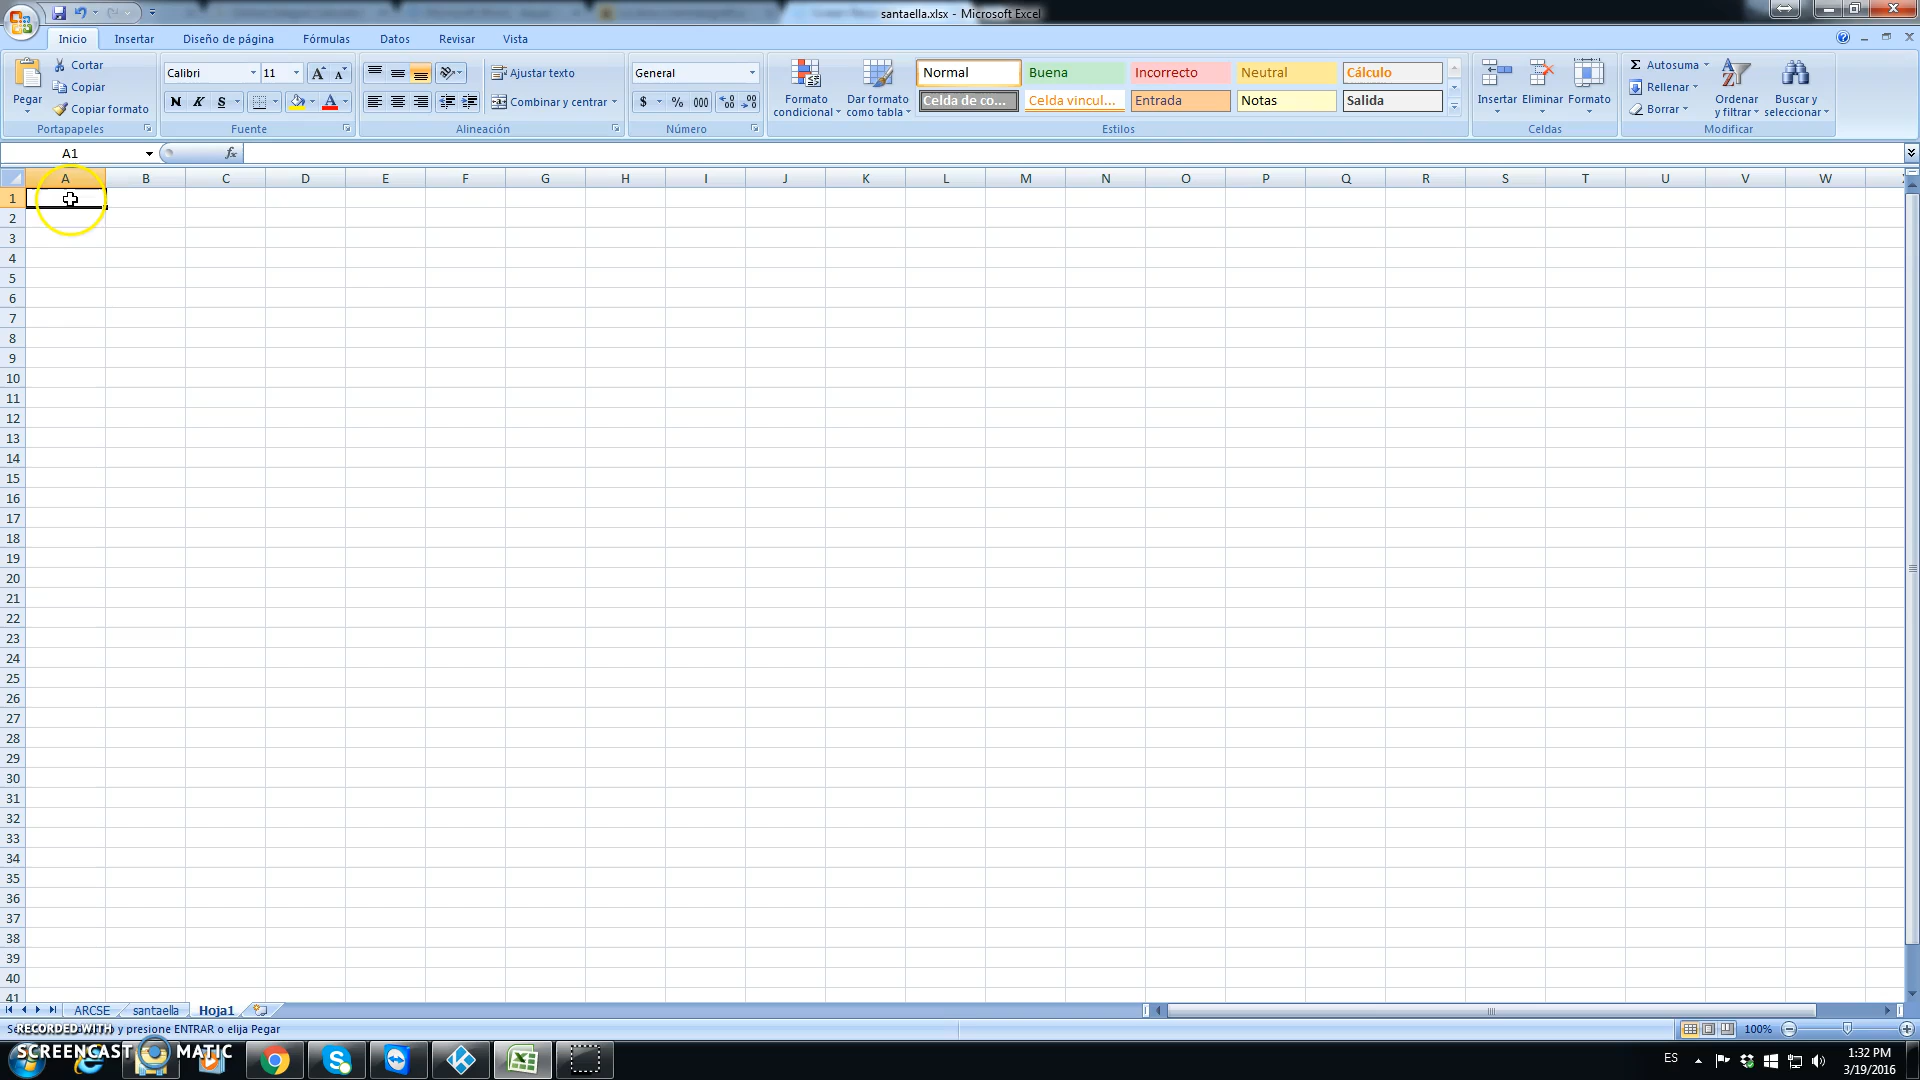 santaella.xlsx - Microsoft Excel
Inicio Insertar Diseño de página Fórmulas Datos Revisar Vista
Pegar
Cortar
Copiar
Copiar formato
Portapapeles
Calibri 11
N K S
Fuente
Ajustar texto
Combinar y centrar
Alineación
General
$ % 000
Número
Formato condicional
Dar formato como tabla
Normal Buena Incorrecto Neutral Cálculo
Celda de co... Celda vincul... Entrada Notas Salida
Estilos
Insertar Eliminar Formato
Celdas
Σ Autosuma
Rellenar
Borrar
Ordenar y filtrar
Buscar y seleccionar
Modificar
A1 fx
A B C D E F G H I J K L M N O P Q R S T U V W
1
2
3
4
5
6
7
8
9
10
11
12
13
14
15
16
17
18
19
20
21
22
23
24
25
26
27
28
29
30
31
32
33
34
35
36
37
38
39
40
41
ARCSE santaella Hoja1
y presione ENTRAR o elija Pegar
100%
RECORDED WITH
SCREENCAST MATIC
ES
1:32 PM
3/19/2016